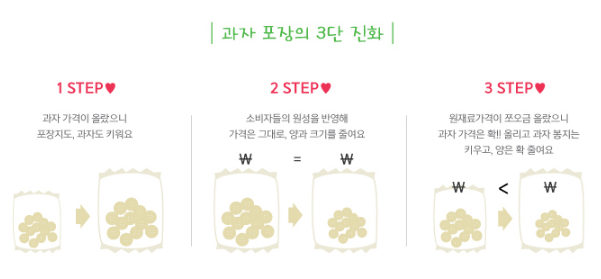 | 과자 포장의 3단 진화 |
1 STEP♥
과자 가격이 올랐으니
포장지도, 과자도 키워요
2 STEP♥
소비자들의 원성을 반영해
가격은 그대로, 양과 크기를 줄여요
₩ = ₩
3 STEP♥
원재료가격이 쪼오금 올랐으니
과자 가격은 확!! 올리고 과자 봉지는
키우고, 양은 확 줄여요
₩ < ₩